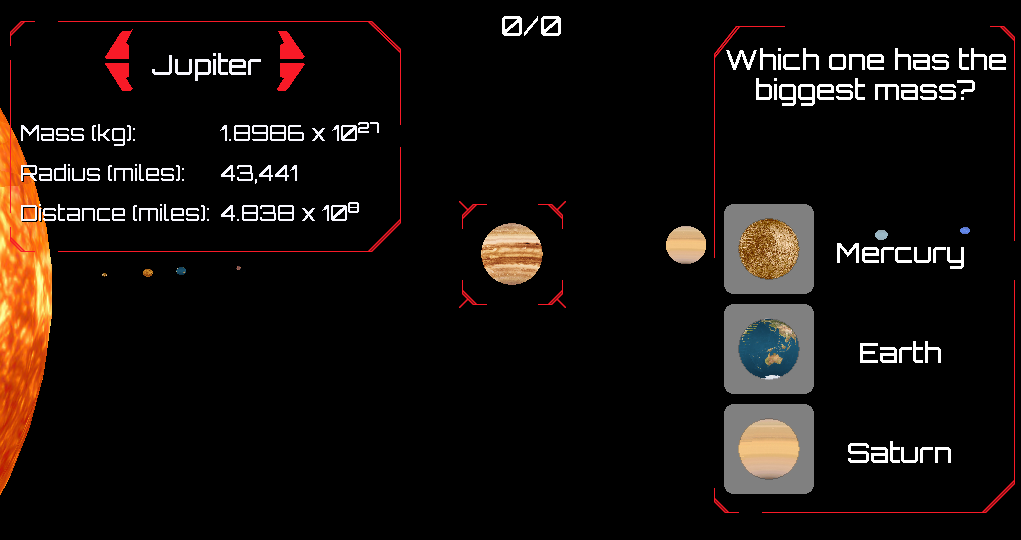 0/0
Jupiter
Mass (kg): 1.8986 x 10²⁷
Radius (miles): 43,441
Distance (miles): 4.838 x 10⁸
Which one has the
biggest mass?
Mercury
Earth
Saturn